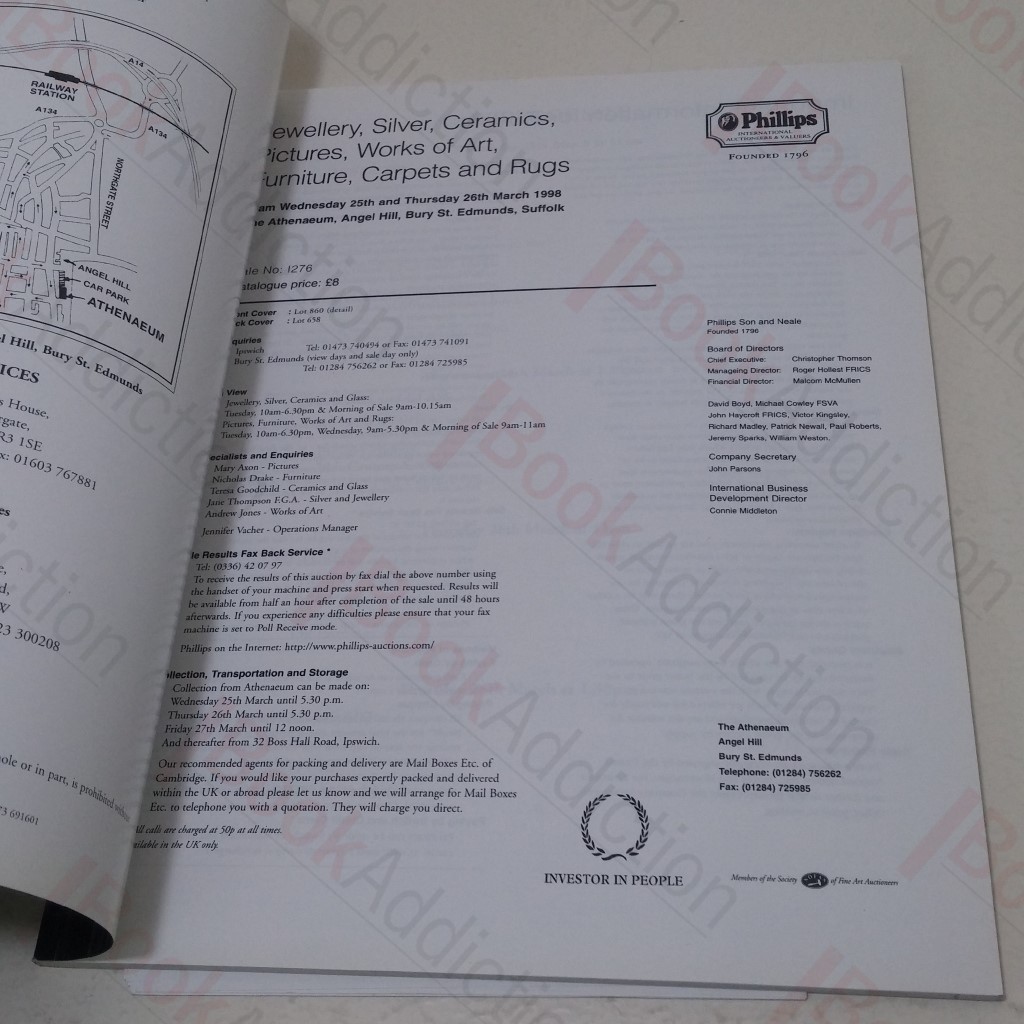 A14
RAILWAY
STATION
A134
A134
NORTHGATE STREET
ANGEL HILL
CAR PARK
ATHENAEUM
Hill, Bury St. Edmunds
ICES
House,
R3 1SE
x: 01603 767881
23 300208
ole or in part, is prohibited
73 691601
ewellery, Silver, Ceramics,
ictures, Works of Art,
urniture, Carpets and Rugs
am Wednesday 25th and Thursday 26th March 1998
e Athenaeum, Angel Hill, Bury St. Edmunds, Suffolk
ale No: I276
atalogue price: £8
nt Cover : Lot 860 (detail)
ck Cover : Lot 658
quiries
Ipswich Tel: 01473 740494 or Fax: 01473 741091
Bury St. Edmunds (view days and sale day only)
Tel: 01284 756262 or Fax: 01284 725985
View
Jewellery, Silver, Ceramics and Glass:
Tuesday, 10am-6.30pm & Morning of Sale 9am-10.15am
Pictures, Furniture, Works of Art and Rugs:
Tuesday, 10am-6.30pm, Wednesday, 9am-5.30pm & Morning of Sale 9am-11am
ecialists and Enquiries
Mary Axon - Pictures
Nicholas Drake - Furniture
Teresa Goodchild - Ceramics and Glass
Jane Thompson F.G.A. - Silver and Jewellery
Andrew Jones - Works of Art
Jennifer Vacher - Operations Manager
le Results Fax Back Service *
Tel: (0336) 42 07 97
To receive the results of this auction by fax dial the above number using
the handset of your machine and press start when requested. Results will
be available from half an hour after completion of the sale until 48 hours
afterwards. If you experience any difficulties please ensure that your fax
machine is set to Poll Receive mode.
Phillips on the Internet: http://www.phillips-auctions.com/
llection, Transportation and Storage
Collection from Athenaeum can be made on:
Wednesday 25th March until 5.30 p.m.
Thursday 26th March until 5.30 p.m.
Friday 27th March until 12 noon.
And thereafter from 32 Boss Hall Road, Ipswich.
Our recommended agents for packing and delivery are Mail Boxes Etc. of
Cambridge. If you would like your purchases expertly packed and delivered
within the UK or abroad please let us know and we will arrange for Mail Boxes
Etc. to telephone you with a quotation. They will charge you direct.
All calls are charged at 50p at all times.
ailable in the UK only.
Phillips
INTERNATIONAL
AUCTIONEERS & VALUERS
FOUNDED 1796
Phillips Son and Neale
Founded 1796
Board of Directors
Chief Executive: Christopher Thomson
Manageing Director: Roger Hollest FRICS
Financial Director: Malcom McMullen
David Boyd, Michael Cowley FSVA
John Haycroft FRICS, Victor Kingsley,
Richard Madley, Patrick Newall, Paul Roberts,
Jeremy Sparks, William Weston.
Company Secretary
John Parsons
International Business
Development Director
Connie Middleton
The Athenaeum
Angel Hill
Bury St. Edmunds
Telephone: (01284) 756262
Fax: (01284) 725985
INVESTOR IN PEOPLE
Members of the Society of Fine Art Auctioneers
BookAddiction